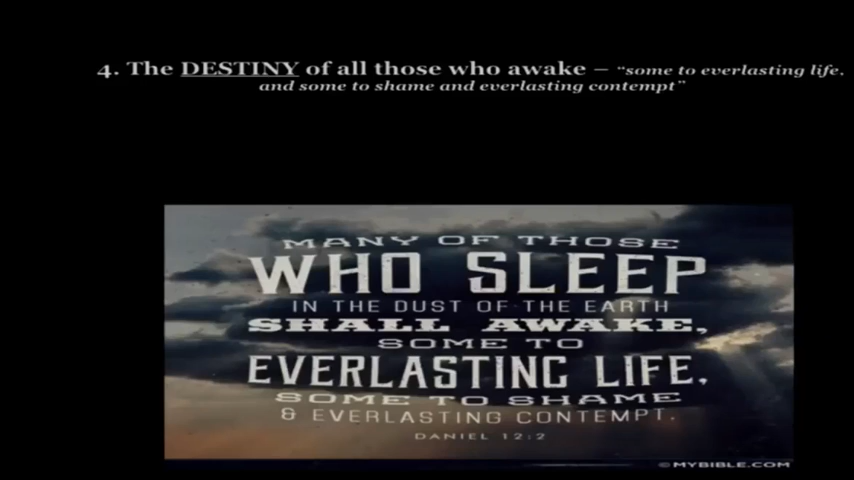 4. The DESTINY of all those who awake – “some to everlasting life,
and some to shame and everlasting contempt”
MANY OF THOSE
WHO SLEEP
IN THE DUST OF THE EARTH
SHALL AWAKE,
SOME TO
EVERLASTING LIFE,
SOME TO SHAME
& EVERLASTING CONTEMPT.
DANIEL 12:2
© MYBIBLE.COM